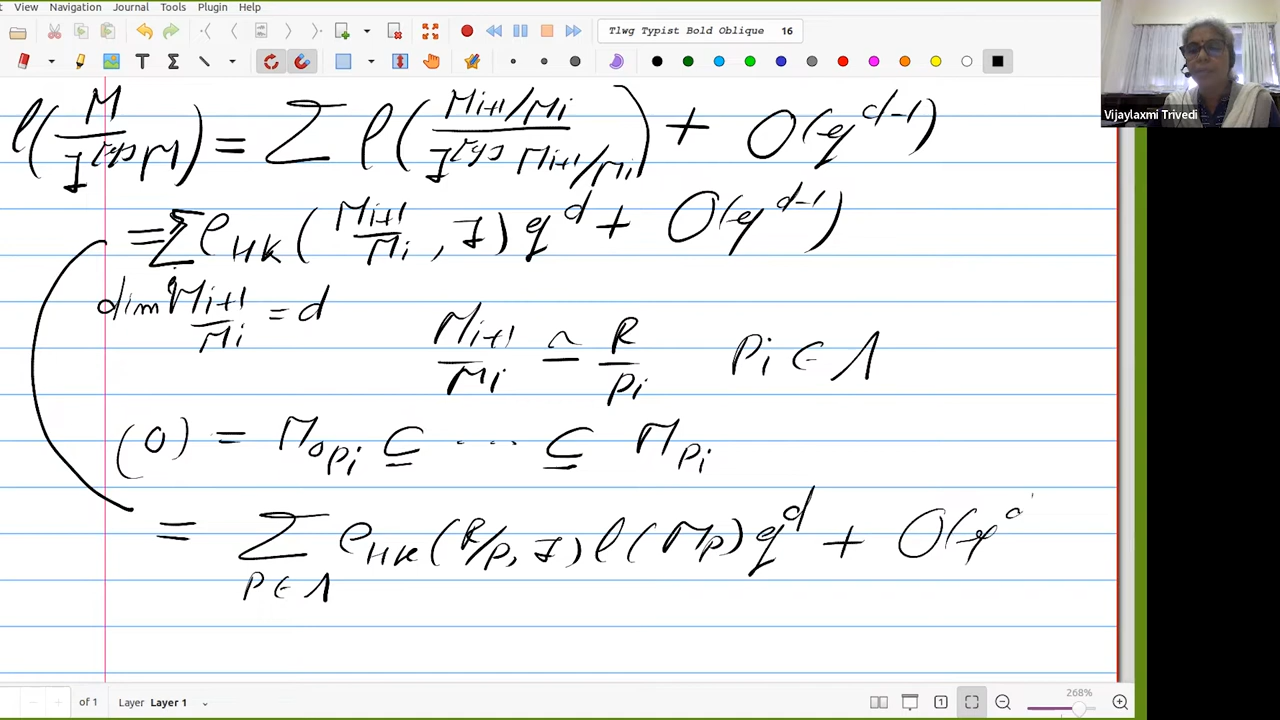 View Navigation Journal Tools Plugin Help
Tlwg Typist Bold Oblique 16
Vijaylaxmi Trivedi
ℓ(M / I^[q] M) = Σ ℓ( (M_{i+1}/M_i) / (I^[q] M_{i+1}/M_i) ) + O(q^{d-1})
= Σ e_HK( M_{i+1}/M_i , I) q^d + O(q^{d-1})
dim M_{i+1}/M_i = d
M_{i+1}/M_i ≃ R/p_i p_i ∈ Λ
(0) = M_{0 p_i} ⊆ ... ⊆ M_{p_i}
= Σ_{p ∈ Λ} e_HK(R/p, I) ℓ(M_p) q^d + O(q^
of 1 Layer Layer 1 268%